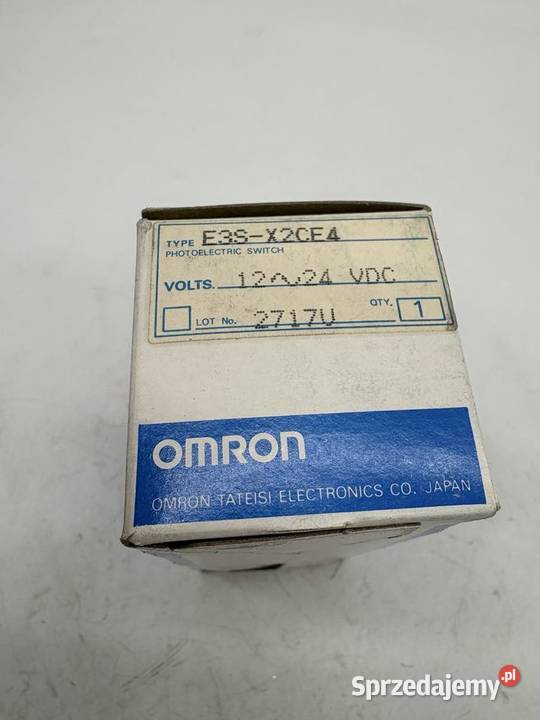 TYPE E3S-X2CE4
PHOTOELECTRIC SWITCH
VOLTS. 12~24 VDC
QTY. 1
LOT No. 2717U
OMRON
OMRON TATEISI ELECTRONICS CO. JAPAN
Sprzedajemy.pl